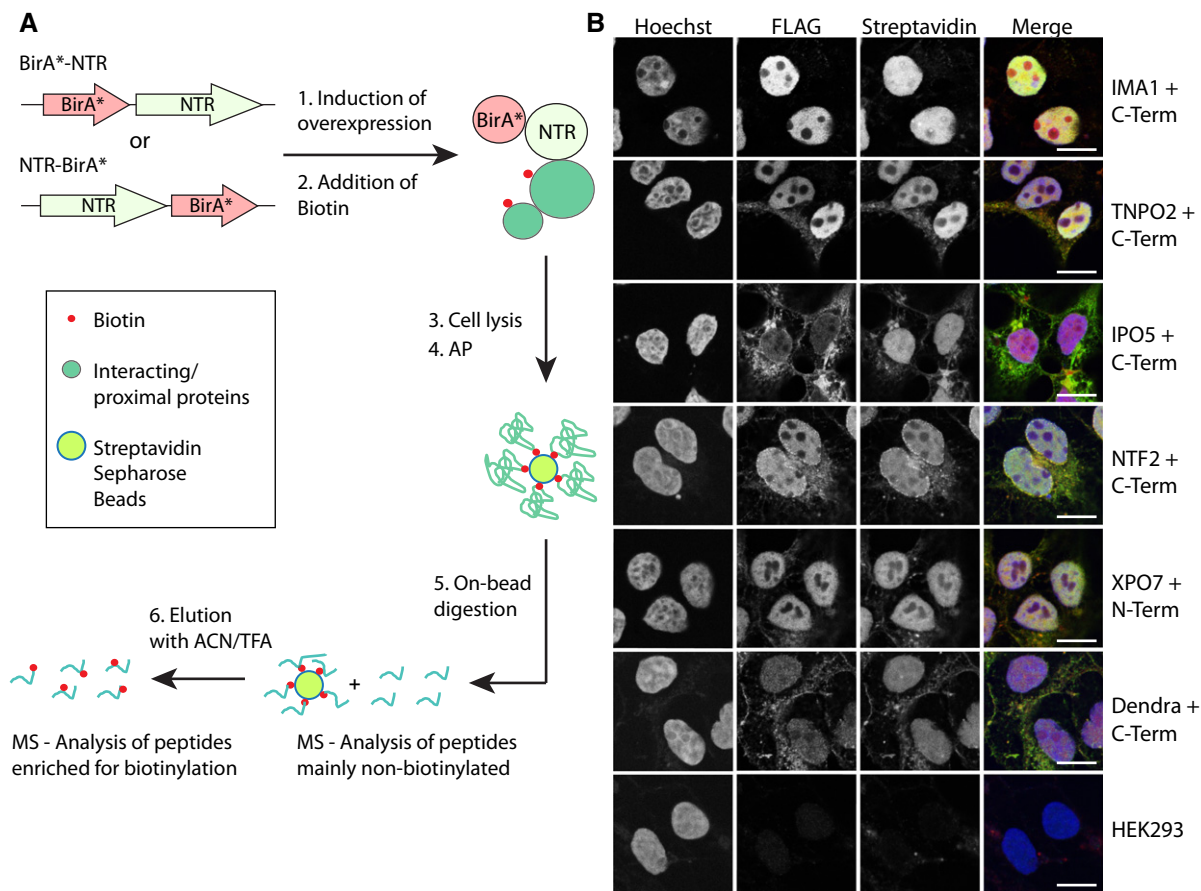 A
BirA*-NTR
BirA*
NTR
or
NTR-BirA*
NTR
BirA*
1. Induction of
overexpression
2. Addition of
Biotin
BirA*
NTR
Biotin
Interacting/
proximal proteins
Streptavidin
Sepharose
Beads
3. Cell lysis
4. AP
5. On-bead
digestion
6. Elution
with ACN/TFA
+
MS - Analysis of peptides
enriched for biotinylation
MS - Analysis of peptides
mainly non-biotinylated
B
Hoechst FLAG Streptavidin Merge
IMA1 +
C-Term
TNPO2 +
C-Term
IPO5 +
C-Term
NTF2 +
C-Term
XPO7 +
N-Term
Dendra +
C-Term
HEK293